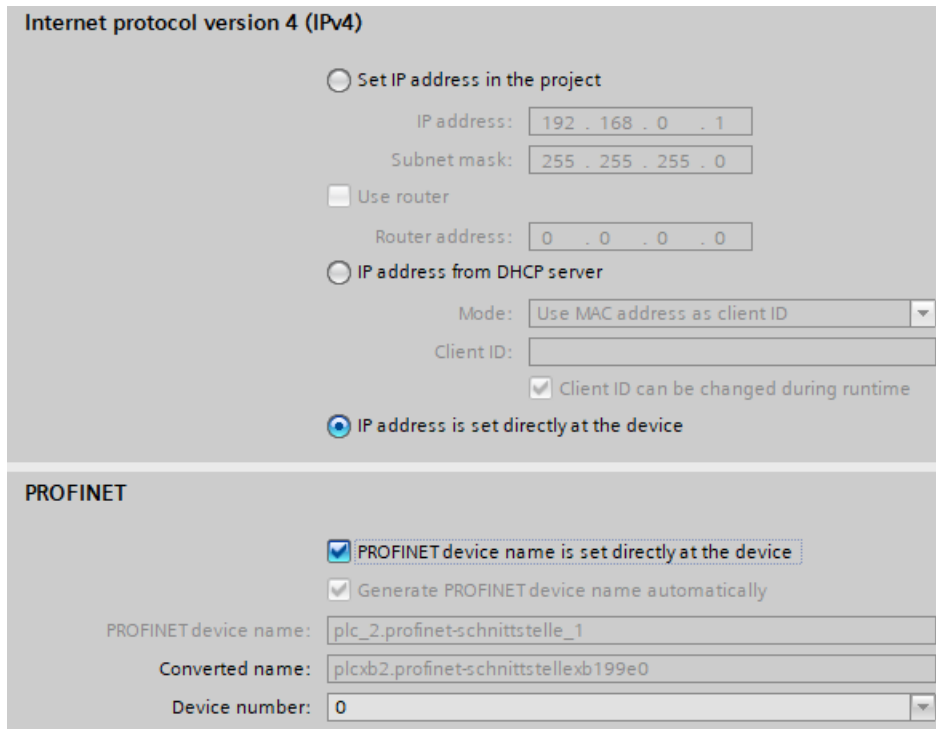 Internet protocol version 4 (IPv4)
Set IP address in the project
IP address: 192 . 168 . 0 . 1
Subnet mask: 255 . 255 . 255 . 0
Use router
Router address: 0 . 0 . 0 . 0
IP address from DHCP server
Mode: Use MAC address as client ID
Client ID:
Client ID can be changed during runtime
IP address is set directly at the device
PROFINET
PROFINET device name is set directly at the device
Generate PROFINET device name automatically
PROFINET device name: plc_2.profinet-schnittstelle_1
Converted name: plcxb2.profinet-schnittstellexb199e0
Device number: 0